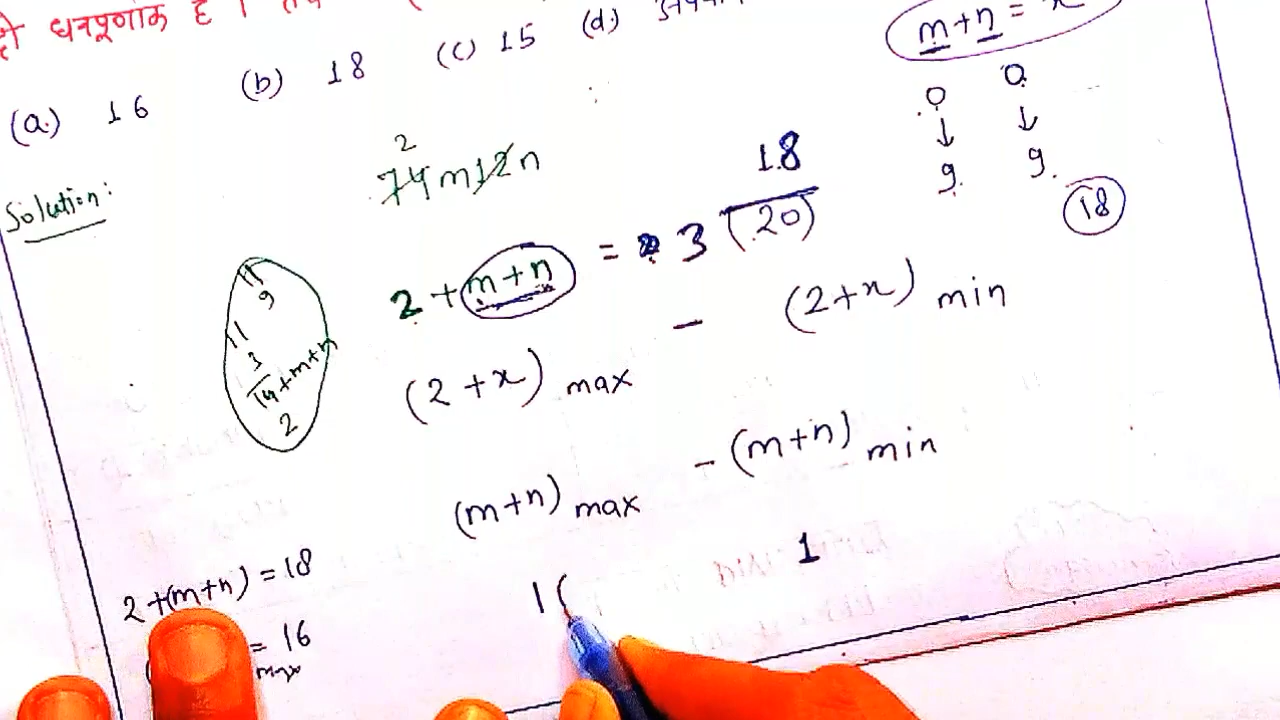 धनपूर्णांक है ।
(a.) 16 (b) 18 (c) 15 (d.)
m + n =
0 0
↓ ↓
9. 9.
18
Solution:
2
74m12n
18
2 + m+n = 3 (20)
11
9
11
3
14+m+n
2
(2+x) max - (2+x) min
(m+n) max - (m+n) min
2+(m+n) = 18
1
= 16
max